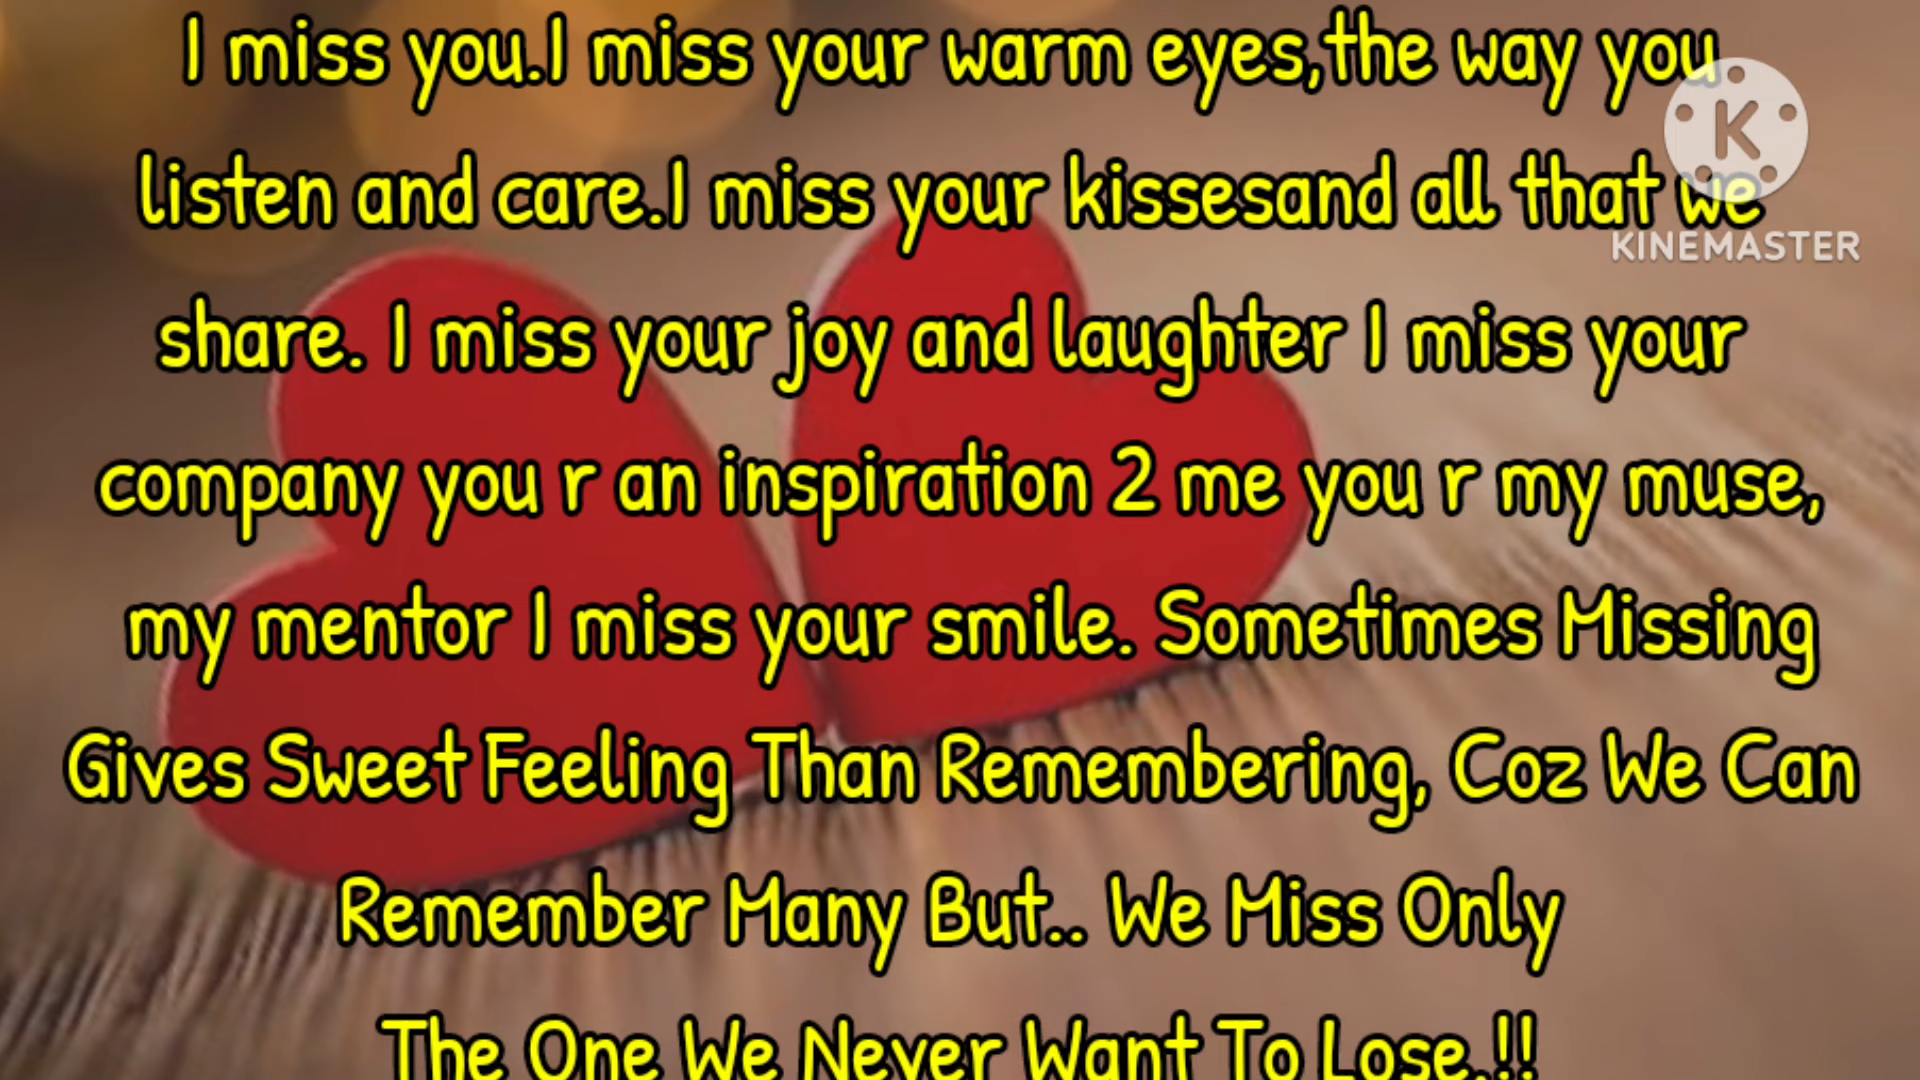 I miss you.I miss your warm eyes,the way you
listen and care.I miss your kissesand all that we
share. I miss your joy and laughter I miss your
company you r an inspiration 2 me you r my muse,
my mentor I miss your smile. Sometimes Missing
Gives Sweet Feeling Than Remembering, Coz We Can
Remember Many But.. We Miss Only
The One We Never Want To Lose.!!
K
KINEMASTER